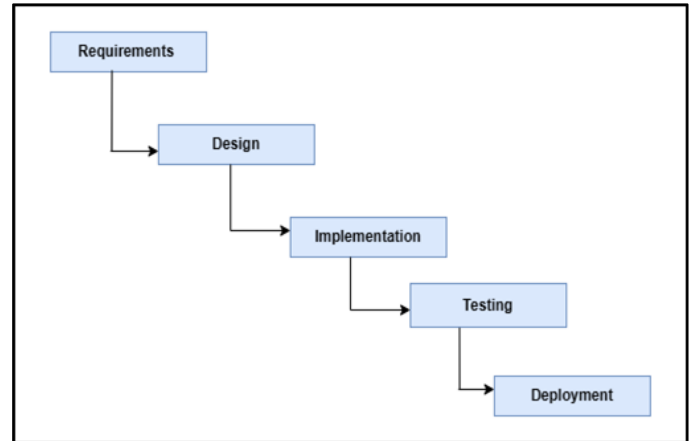 Requirements
Design
Implementation
Testing
Deployment